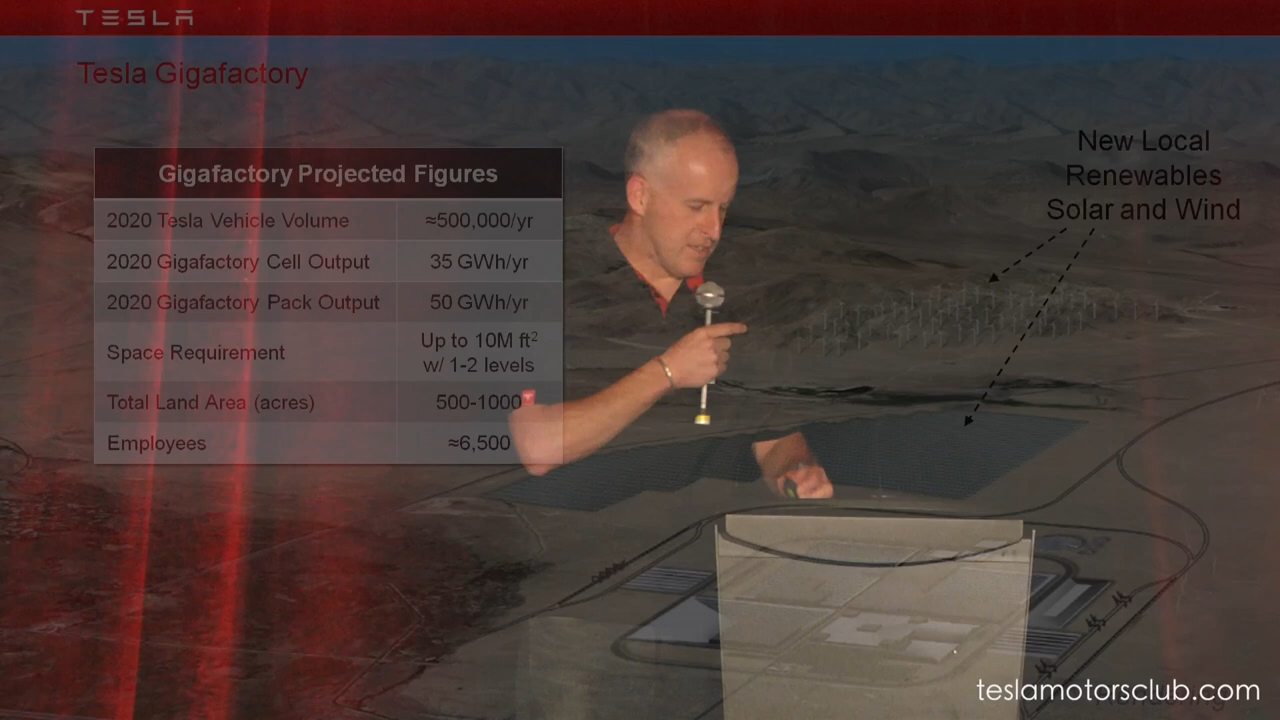 TESLA
Tesla Gigafactory
Gigafactory Projected Figures
2020 Tesla Vehicle Volume ≈500,000/yr
2020 Gigafactory Cell Output 35 GWh/yr
2020 Gigafactory Pack Output 50 GWh/yr
Space Requirement Up to 10M ft²
w/ 1-2 levels
Total Land Area (acres) 500-1000
Employees ≈6,500
New Local
Renewables
Solar and Wind
Rendering
teslamotorsclub.com